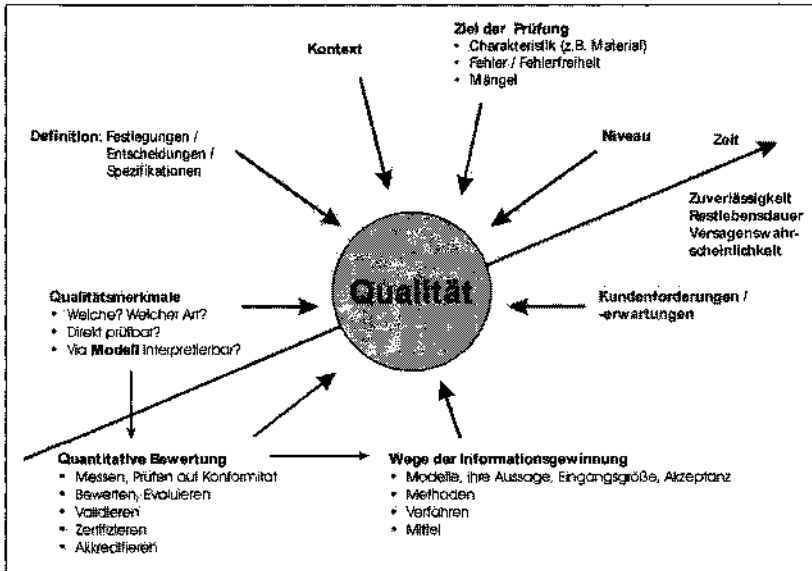 Ziel der Prüfung
• Charakteristik (z.B. Material)
• Fehler / Fehlerfreiheit
• Mängel
Kontext
Definition: Festlegungen /
Entscheidungen /
Spezifikationen
Niveau
Zeit
Zuverlässigkeit
Restlebensdauer
Versagenswahr-
scheinlichkeit
Qualität
Qualitätsmerkmale
• Welche? Welcher Art?
• Direkt prüfbar?
• Via Modell interpretierbar?
Kundenforderungen /
-erwartungen
Quantitative Bewertung
• Messen, Prüfen auf Konformität
• Bewerten, Evaluieren
• Validieren
• Zertifizieren
• Akkreditieren
Wege der Informationsgewinnung
• Modelle, ihre Aussage, Eingangsgröße, Akzeptanz
• Methoden
• Verfahren
• Mittel